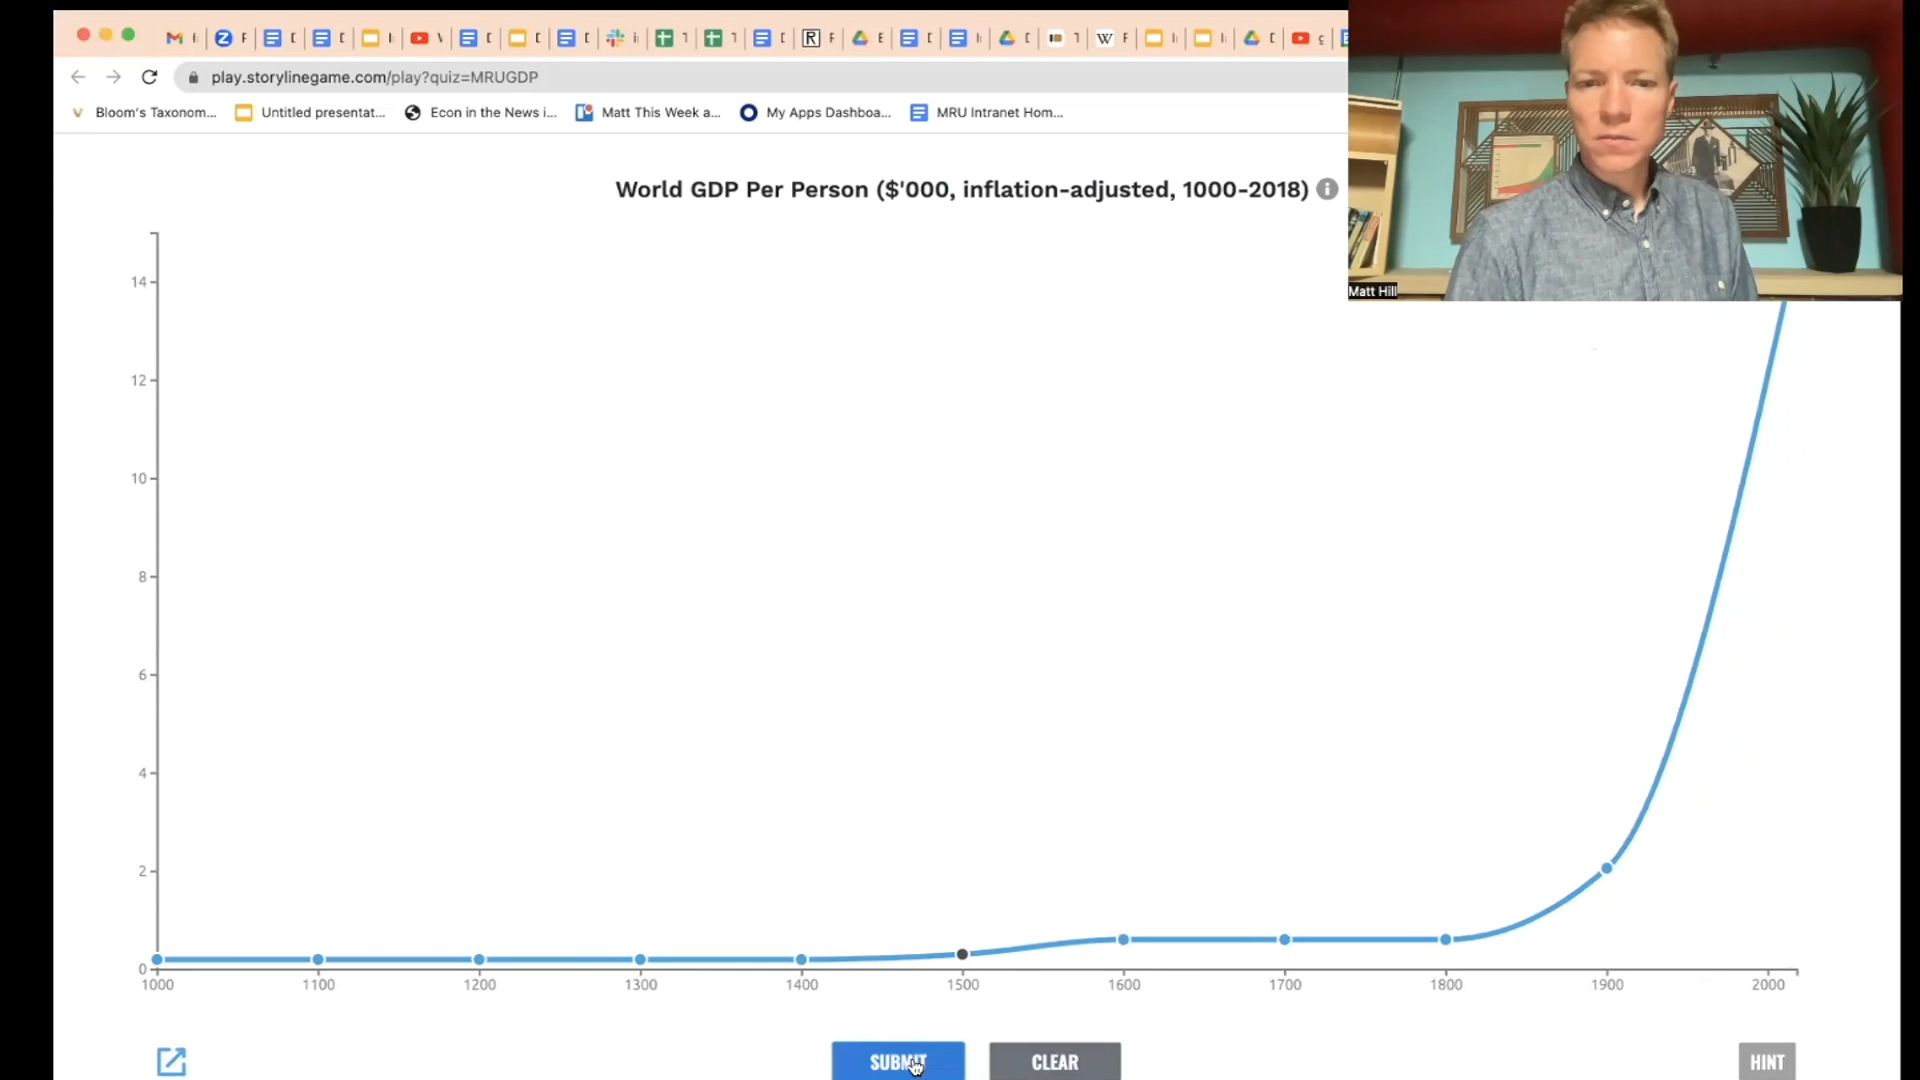 play.storylinegame.com/play?quiz=MRUGDP
Bloom's Taxonom... Untitled presentat... Econ in the News i... Matt This Week a... My Apps Dashboa... MRU Intranet Hom...
World GDP Per Person ($'000, inflation-adjusted, 1000-2018)
Matt Hill
14
12
10
8
6
4
2
0
1000 1100 1200 1300 1400 1500 1600 1700 1800 1900 2000
SUBMIT CLEAR HINT